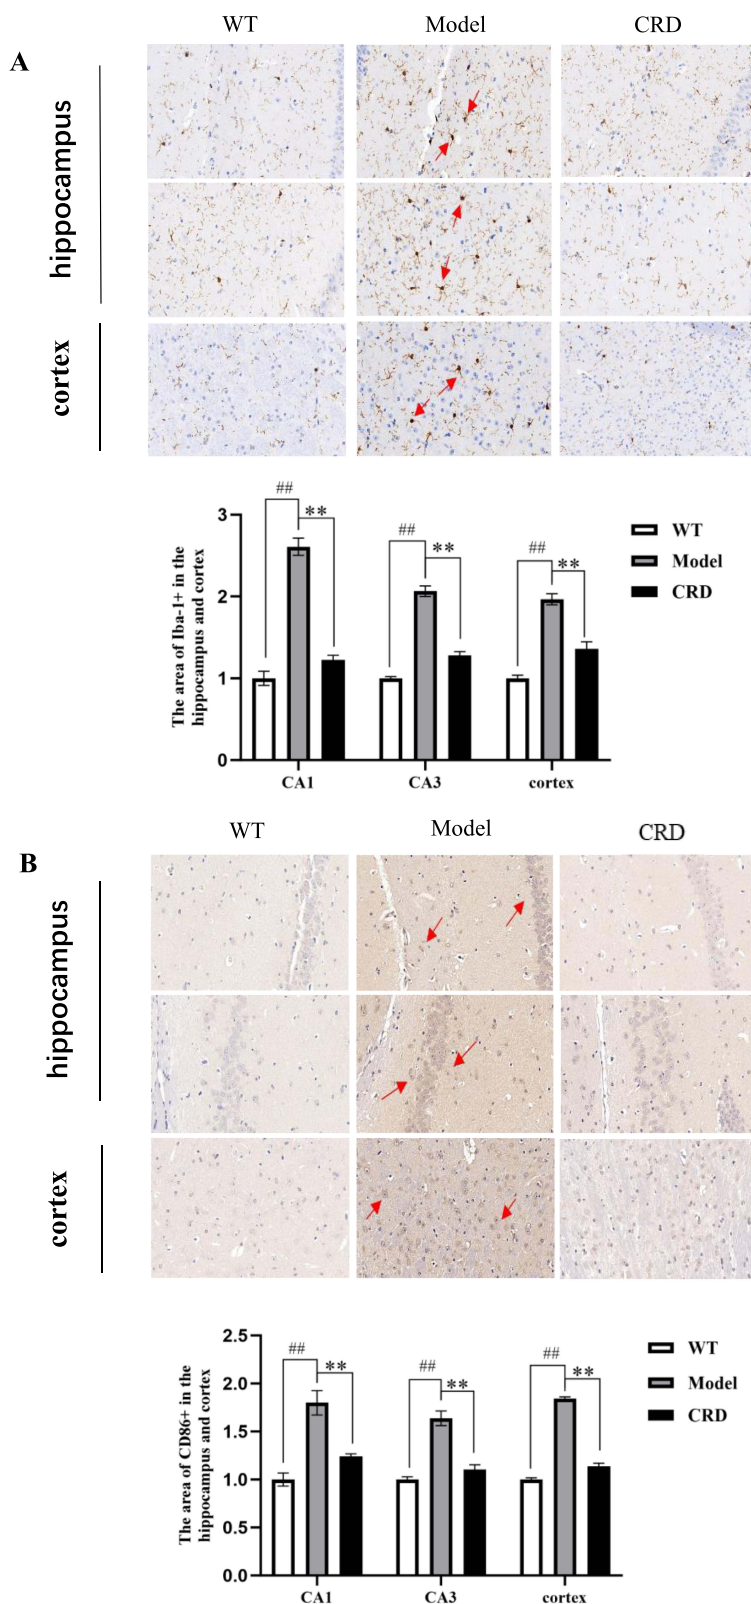 WT Model CRD
A
hippocampus
cortex
## ** ## ** ## **
The area of Iba-1+ in the
hippocampus and cortex
3
2
1
0
CA1 CA3 cortex
WT
Model
CRD
WT Model CRD
B
hippocampus
cortex
## ** ## ** ## **
The area of CD86+ in the
hippocampus and cortex
2.5
2.0
1.5
1.0
0.5
0.0
CA1 CA3 cortex
WT
Model
CRD